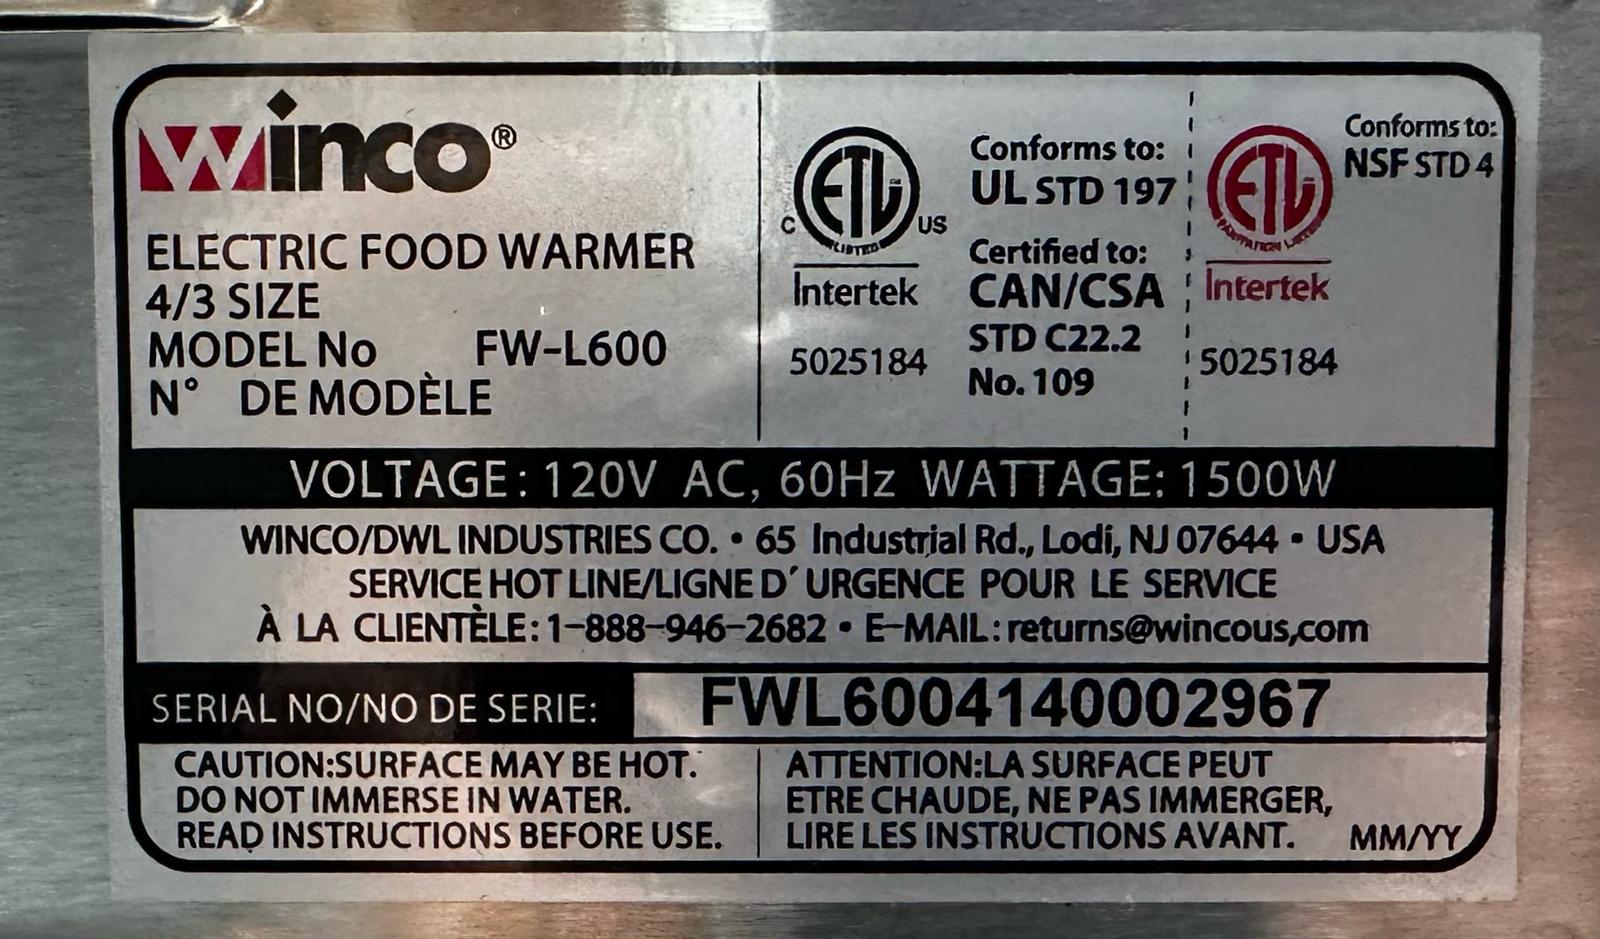 Winco®
ELECTRIC FOOD WARMER
4/3 SIZE
MODEL No FW-L600
N° DE MODÈLE
ETL
LISTED
C US
Intertek
5025184
Conforms to:
UL STD 197
Certified to:
CAN/CSA
STD C22.2
No. 109
ETL
Intertek
5025184
Conforms to:
NSF STD 4
VOLTAGE: 120V AC, 60Hz WATTAGE: 1500W
WINCO/DWL INDUSTRIES CO. • 65 Industrial Rd., Lodi, NJ 07644 • USA
SERVICE HOT LINE/LIGNE D´URGENCE POUR LE SERVICE
À LA CLIENTÈLE: 1-888-946-2682 • E-MAIL: returns@wincous,com
SERIAL NO/NO DE SERIE: FWL6004140002967
CAUTION:SURFACE MAY BE HOT.
DO NOT IMMERSE IN WATER.
READ INSTRUCTIONS BEFORE USE.
ATTENTION:LA SURFACE PEUT
ETRE CHAUDE, NE PAS IMMERGER,
LIRE LES INSTRUCTIONS AVANT.
MM/YY